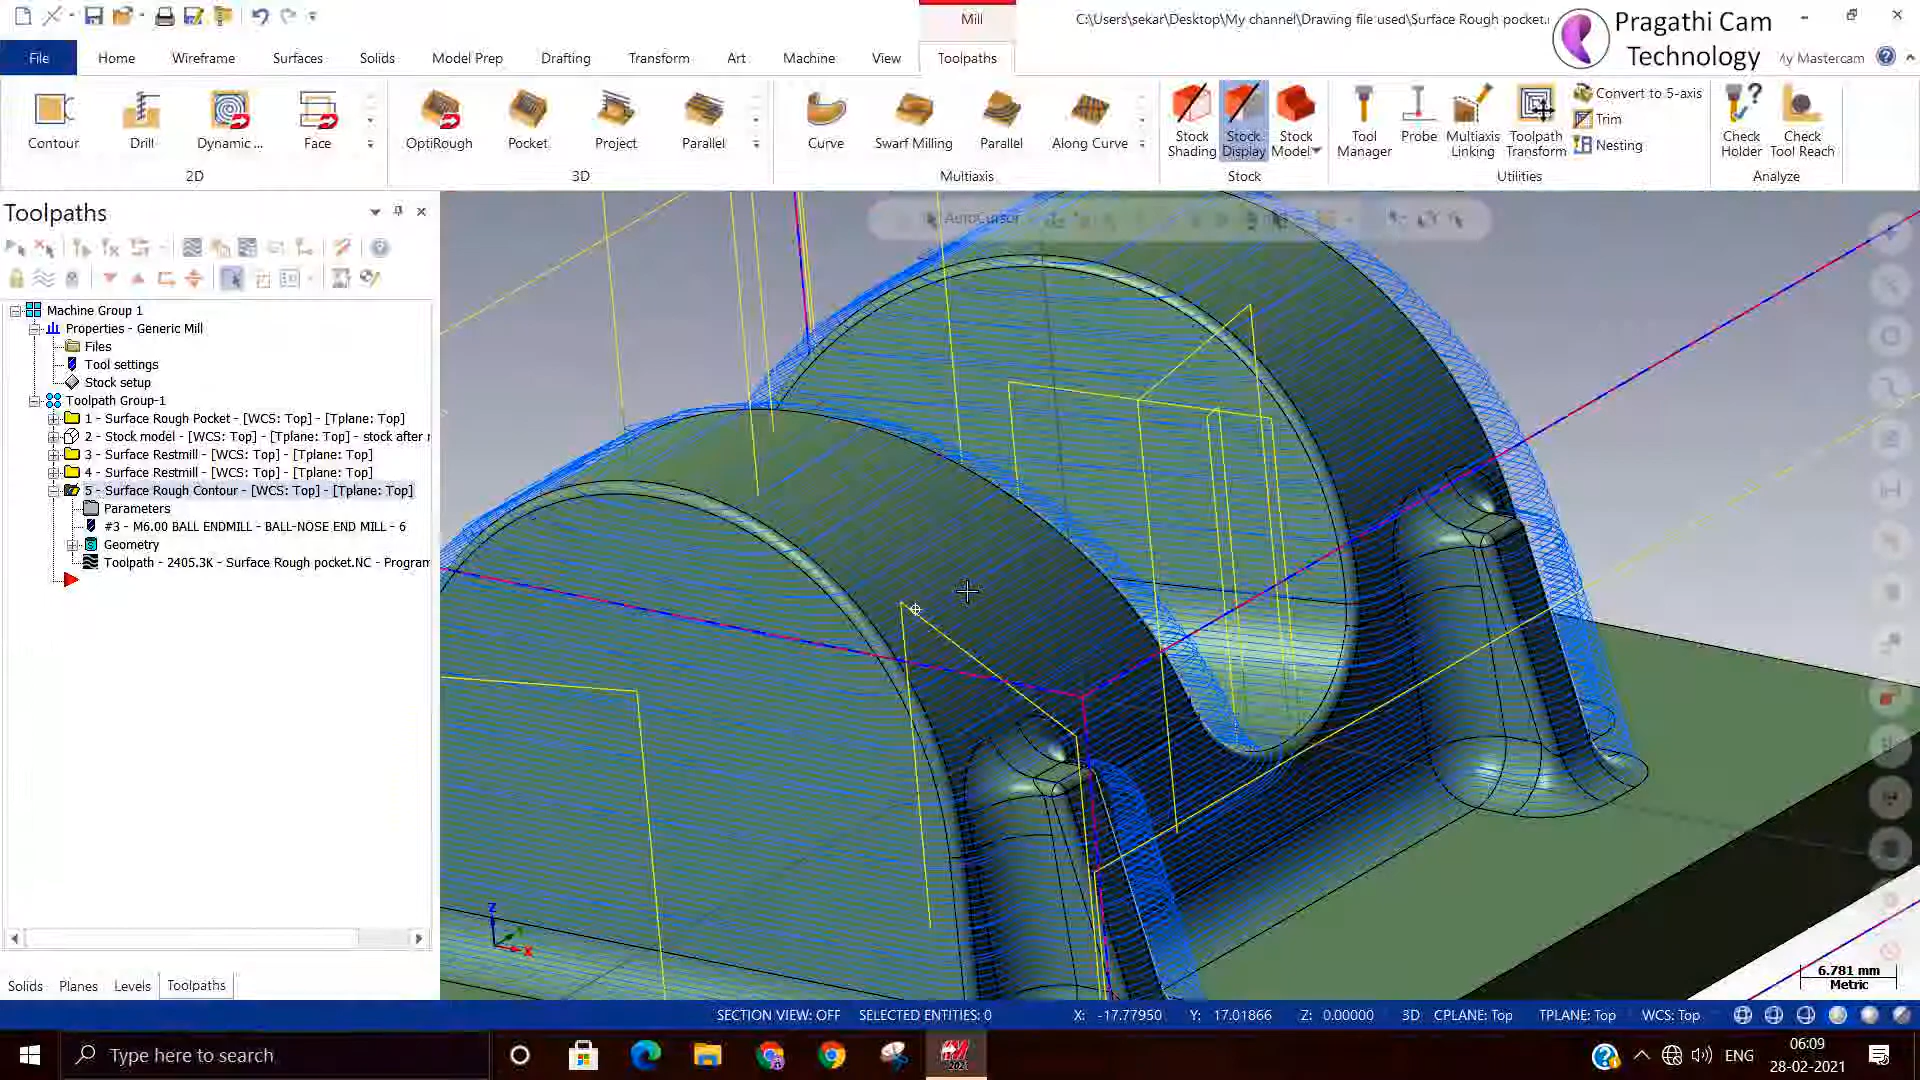 Mill
C:\Users\sekar\Desktop\My channel\Drawing file used\Surface Rough pocket.
Pragathi Cam
Technology
File
Home
Wireframe
Surfaces
Solids
Model Prep
Drafting
Transform
Art
Machine
View
Toolpaths
My Mastercam
Contour
Drill
Dynamic ...
Face
2D
OptiRough
Pocket
Project
Parallel
3D
Curve
Swarf Milling
Parallel
Along Curve
Multiaxis
Stock
Shading
Stock
Display
Stock
Model
Stock
Tool
Manager
Probe
Multiaxis
Linking
Toolpath
Transform
Convert to 5-axis
Trim
Nesting
Utilities
Check
Holder
Check
Tool Reach
Analyze
Toolpaths
AutoCursor
Machine Group 1
Properties - Generic Mill
Files
Tool settings
Stock setup
Toolpath Group-1
1 - Surface Rough Pocket - [WCS: Top] - [Tplane: Top]
2 - Stock model - [WCS: Top] - [Tplane: Top] - stock after r
3 - Surface Restmill - [WCS: Top] - [Tplane: Top]
4 - Surface Restmill - [WCS: Top] - [Tplane: Top]
5 - Surface Rough Contour - [WCS: Top] - [Tplane: Top]
Parameters
#3 - M6.00 BALL ENDMILL - BALL-NOSE END MILL - 6
Geometry
Toolpath - 2405.3K - Surface Rough pocket.NC - Program
Z
X
6.781 mm
Metric
Solids
Planes
Levels
Toolpaths
SECTION VIEW: OFF
SELECTED ENTITIES: 0
X: -17.77950
Y: 17.01866
Z: 0.00000
3D
CPLANE: Top
TPLANE: Top
WCS: Top
Type here to search
2021
ENG
06:09
28-02-2021